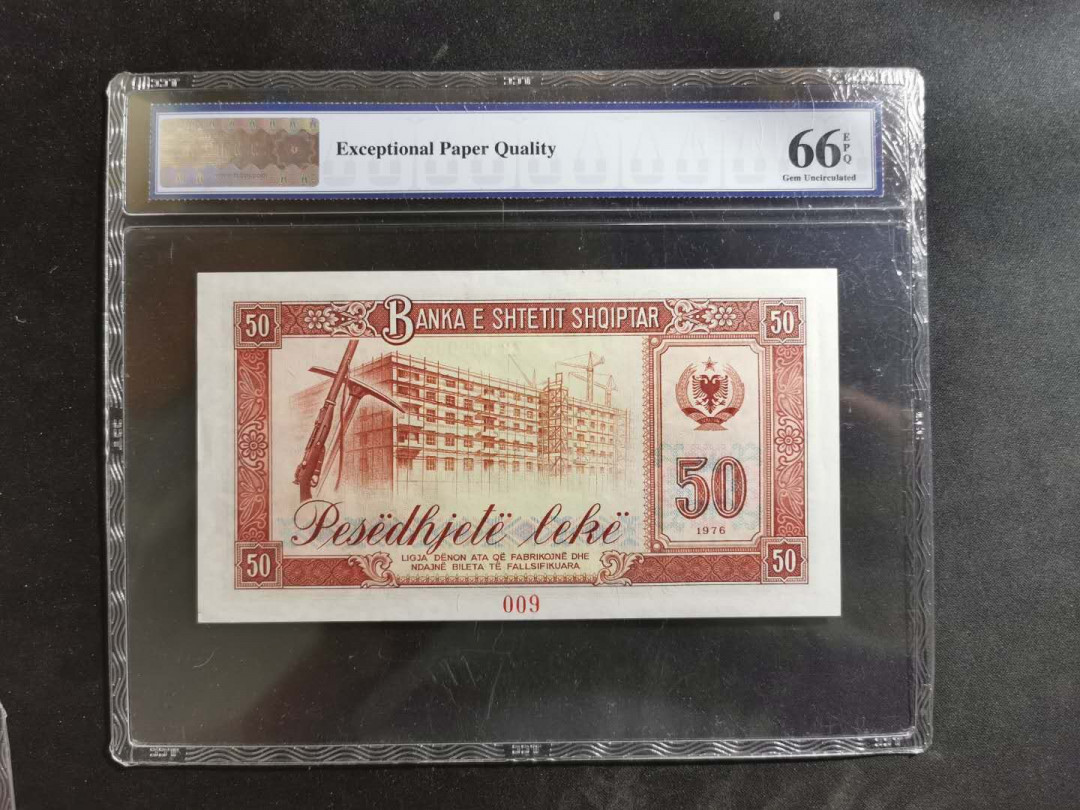 Exceptional Paper Quality
66 EPQ
Gem Uncirculated
50
BANKA E SHTETIT SHQIPTAR
50
50
1976
Pesëdhjetë lekë
50
LIGJA DËNON ATA QË FABRIKOJNË DHE
NDAJNË BILETA TË FALLSIFIKUARA
50
009